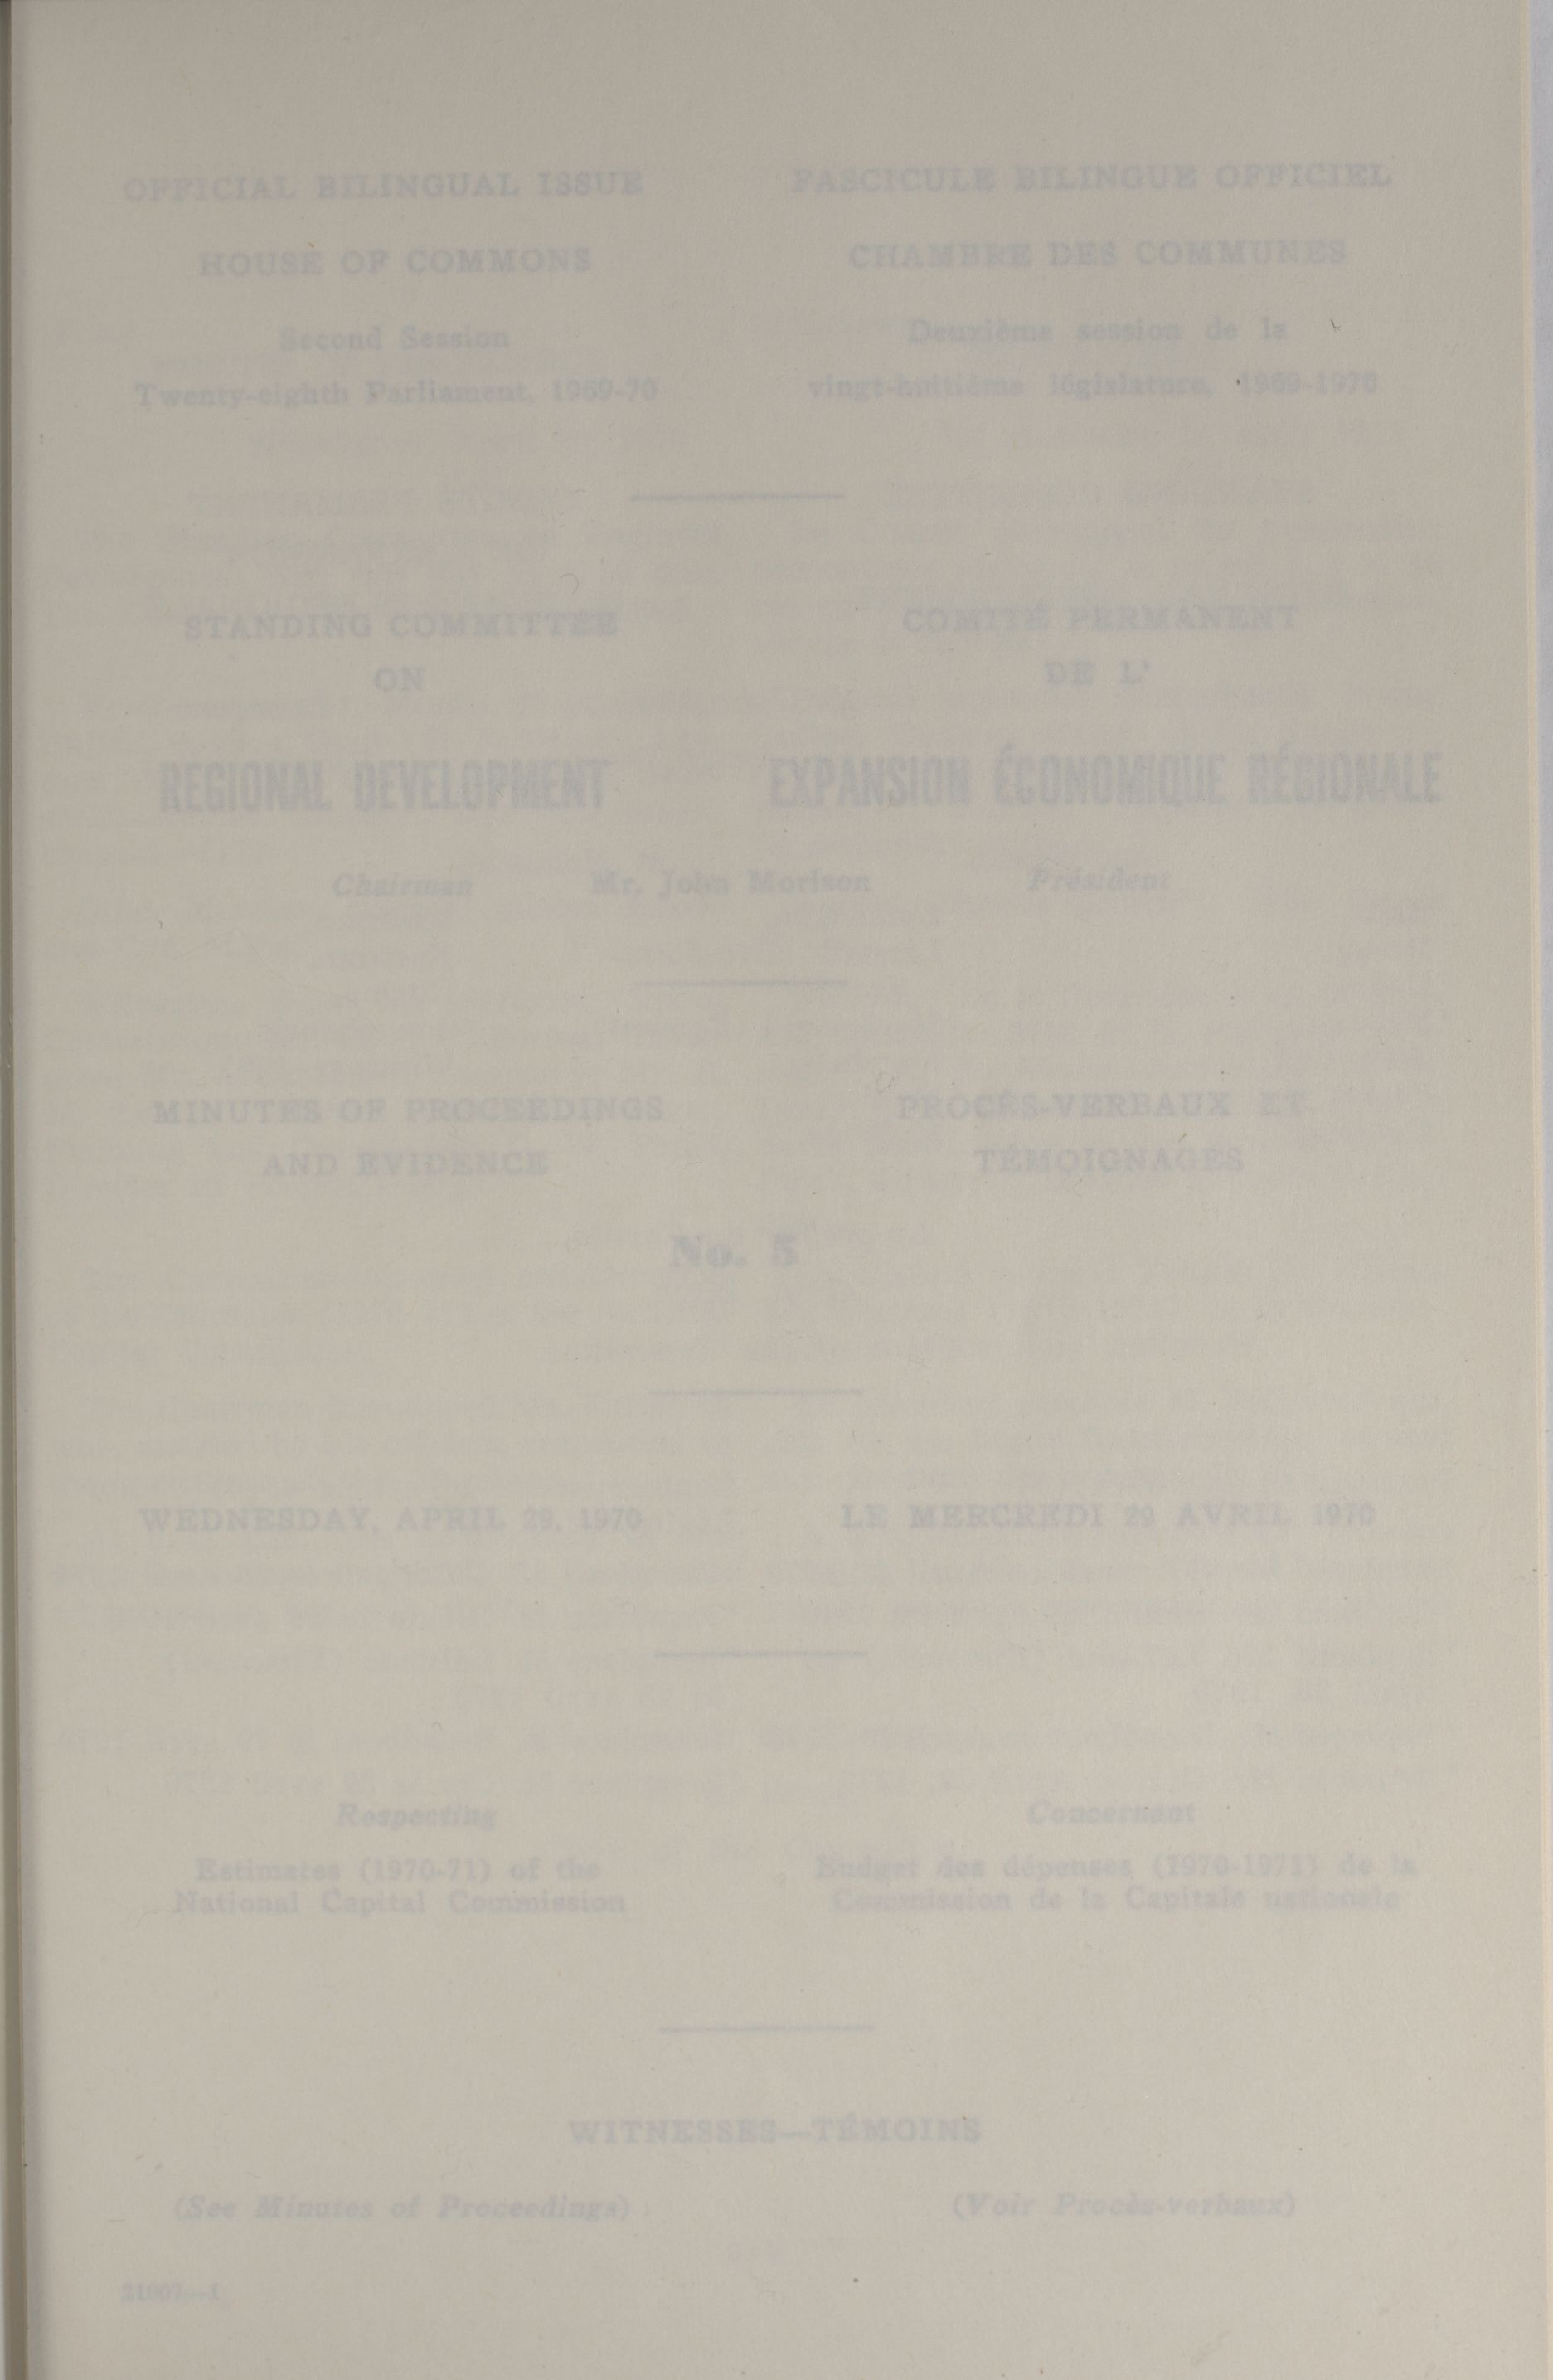 OFFICIAL BILINGUAL ISSUE
HOUSE OF COMMONS
Second Session
Twenty-eighth Parliament, 1969-70
FASCICULE BILINGUE OFFICIEL
CHAMBRE DES COMMUNES
Deuxième session de la
vingt-huitième législature, 1969-1970
STANDING COMMITTEE
ON
REGIONAL DEVELOPMENT
COMITÉ PERMANENT
DE L'
EXPANSION ÉCONOMIQUE RÉGIONALE
Chairman Mr. John Morison Président
MINUTES OF PROCEEDINGS
AND EVIDENCE
PROCÈS-VERBAUX ET
TÉMOIGNAGES
No. 5
WEDNESDAY, APRIL 29, 1970
LE MERCREDI 29 AVRIL 1970
Respecting
Estimates (1970-71) of the
National Capital Commission
Concernant
Budget des dépenses (1970-1971) de la
Commission de la Capitale nationale
WITNESSES—TÉMOINS
(See Minutes of Proceedings)
(Voir Procès-verbaux)